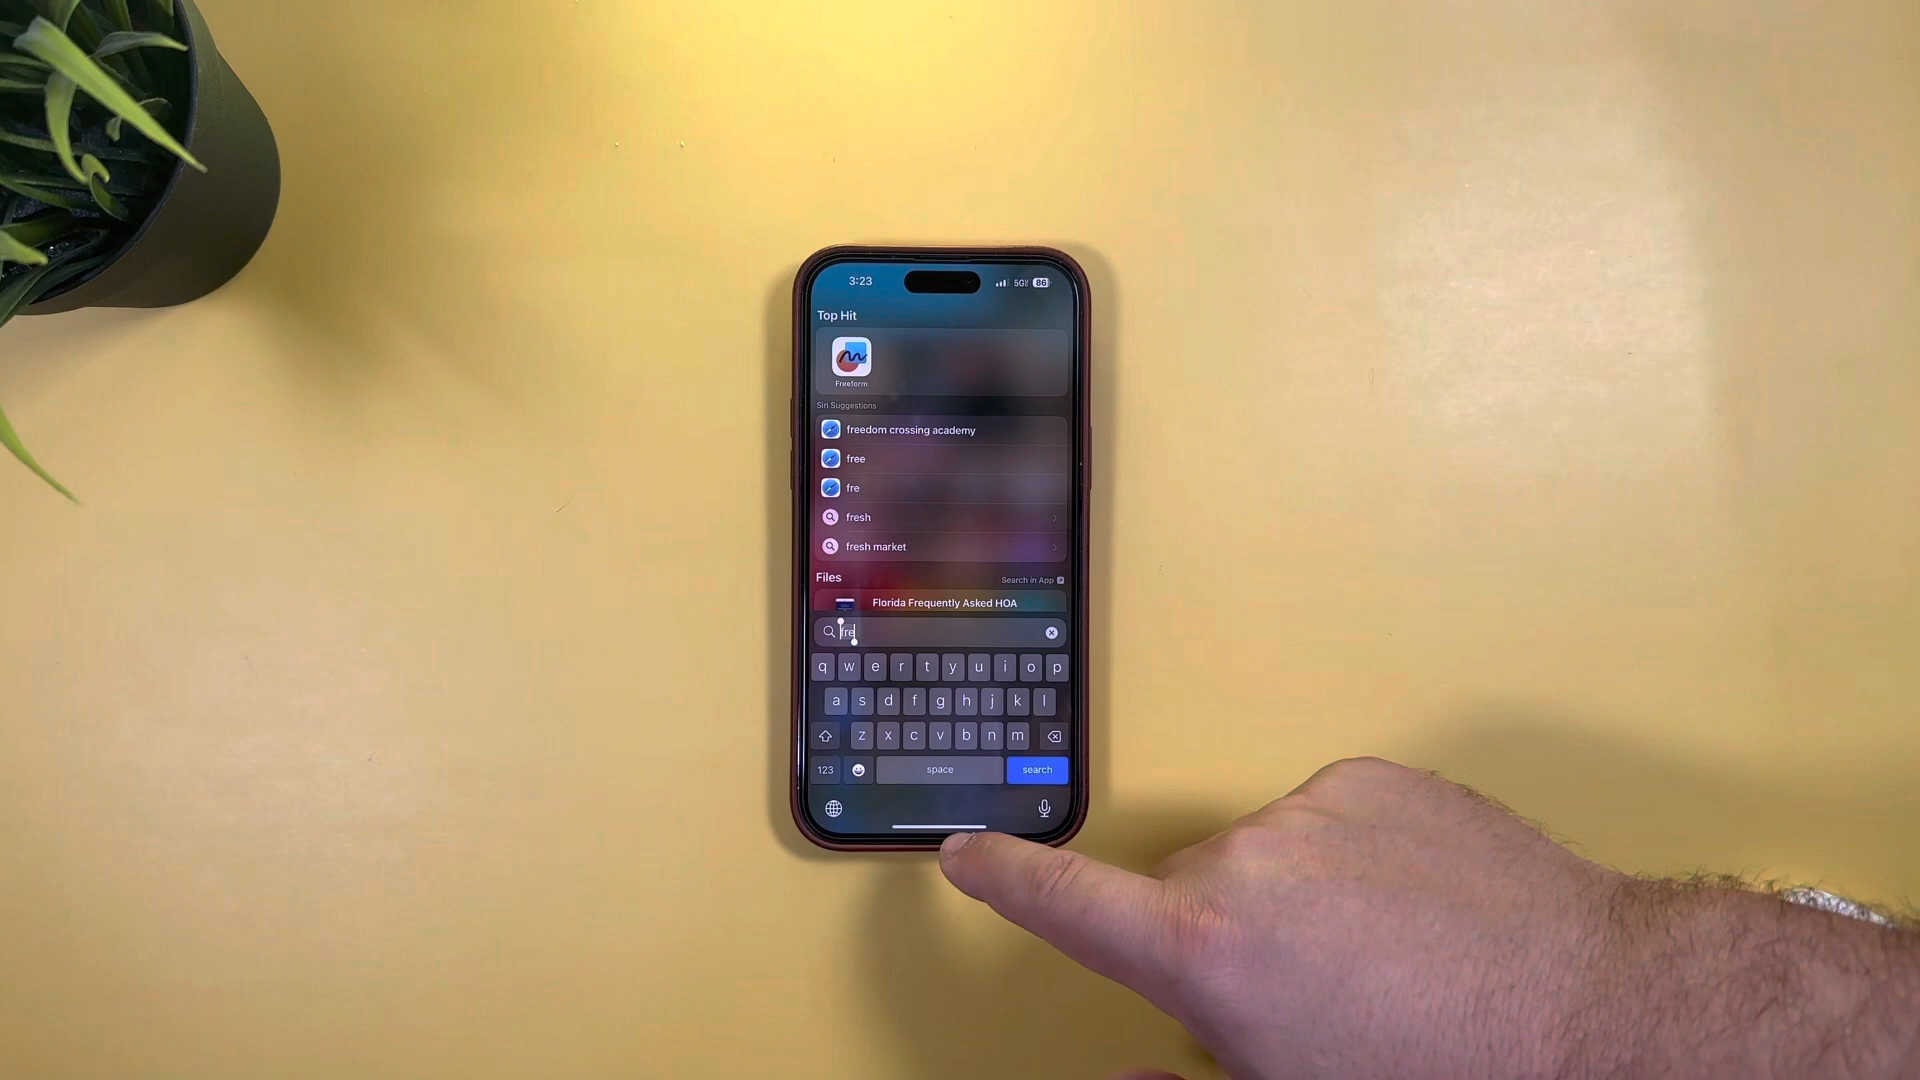 3:23
5G
86
Top Hit
Freeform
Siri Suggestions
freedom crossing academy
free
fre
fresh
fresh market
Files
Search in App
Florida Frequently Asked HOA
fre
q w e r t y u i o p
a s d f g h j k l
z x c v b n m
123
space
search